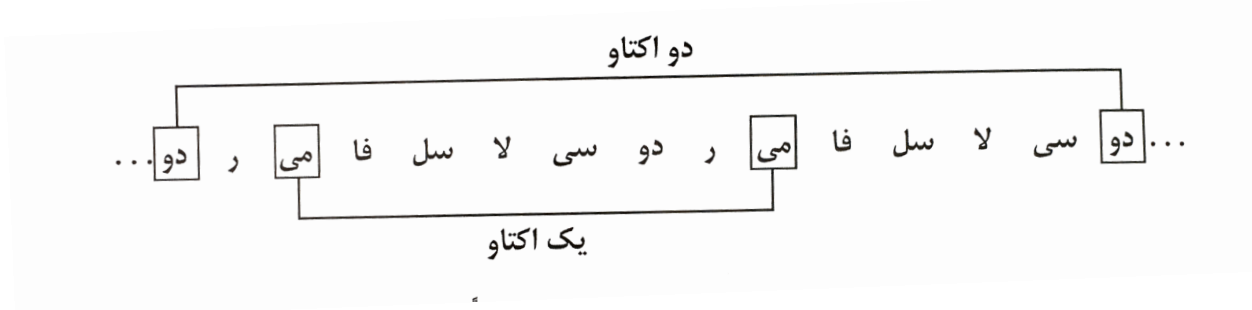 دو اکتاو
... دو سی لا سل فا می ر دو سی لا سل فا می ر دو ...
یک اکتاو